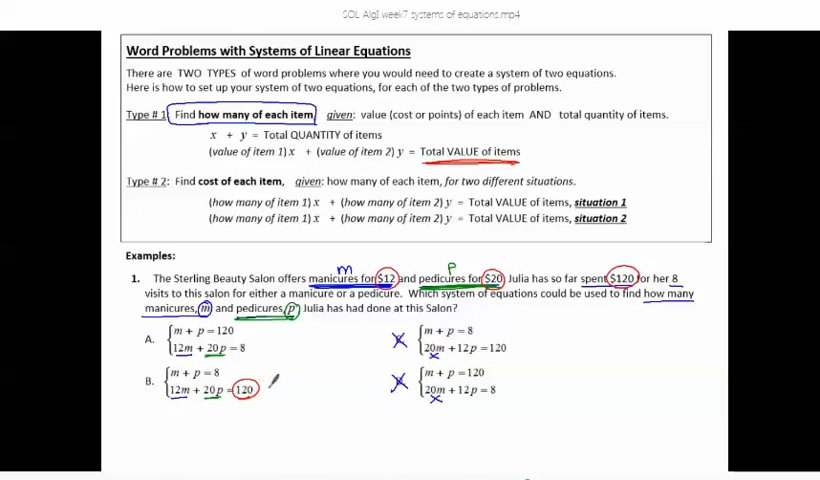 SOL AlgI week7 systems of equations.mp4
Word Problems with Systems of Linear Equations
There are TWO TYPES of word problems where you would need to create a system of two equations.
Here is how to set up your system of two equations, for each of the two types of problems.
Type # 1: Find how many of each item, given: value (cost or points) of each item AND total quantity of items.
x + y = Total QUANTITY of items
(value of item 1) x + (value of item 2) y = Total VALUE of items
Type # 2: Find cost of each item, given: how many of each item, for two different situations.
(how many of item 1) x + (how many of item 2) y = Total VALUE of items, situation 1
(how many of item 1) x + (how many of item 2) y = Total VALUE of items, situation 2
Examples:
m p
1. The Sterling Beauty Salon offers manicures for $12 and pedicures for $20 Julia has so far spent $120 for her 8
visits to this salon for either a manicure or a pedicure. Which system of equations could be used to find how many
manicures, m and pedicures, p Julia has had done at this Salon?
A. { m + p = 120
12m + 20p = 8
B. { m + p = 8
12m + 20p = 120
{ m + p = 8
20m + 12p = 120
{ m + p = 120
20m + 12p = 8